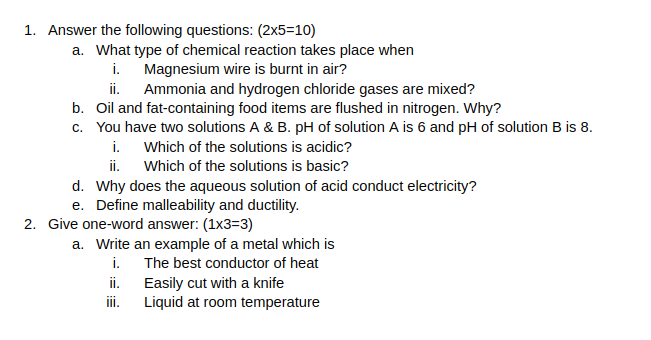 1. Answer the following questions: (2x5=10)
a. What type of chemical reaction takes place when
i. Magnesium wire is burnt in air?
ii. Ammonia and hydrogen chloride gases are mixed?
b. Oil and fat-containing food items are flushed in nitrogen. Why?
c. You have two solutions A & B. pH of solution A is 6 and pH of solution B is 8.
i. Which of the solutions is acidic?
ii. Which of the solutions is basic?
d. Why does the aqueous solution of acid conduct electricity?
e. Define malleability and ductility.
2. Give one-word answer: (1x3=3)
a. Write an example of a metal which is
i. The best conductor of heat
ii. Easily cut with a knife
iii. Liquid at room temperature